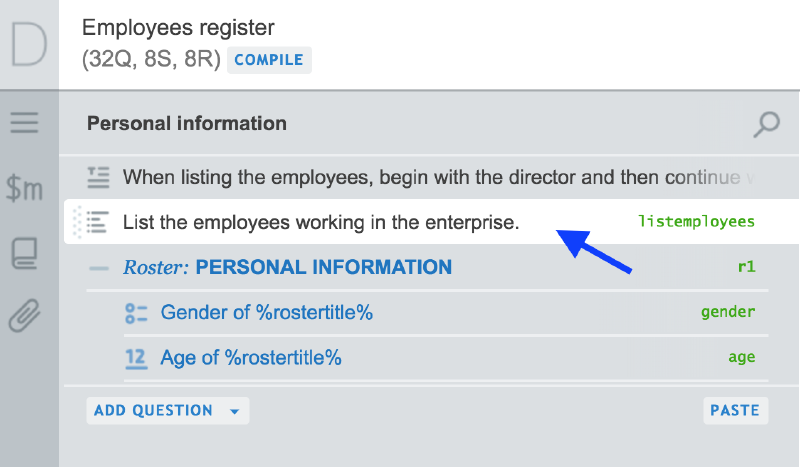 D
Employees register
(32Q, 8S, 8R) COMPILE
Personal information
$m
When listing the employees, begin with the director and then continue
List the employees working in the enterprise. listemployees
Roster: PERSONAL INFORMATION r1
Gender of %rostertitle% gender
12 Age of %rostertitle% age
ADD QUESTION PASTE